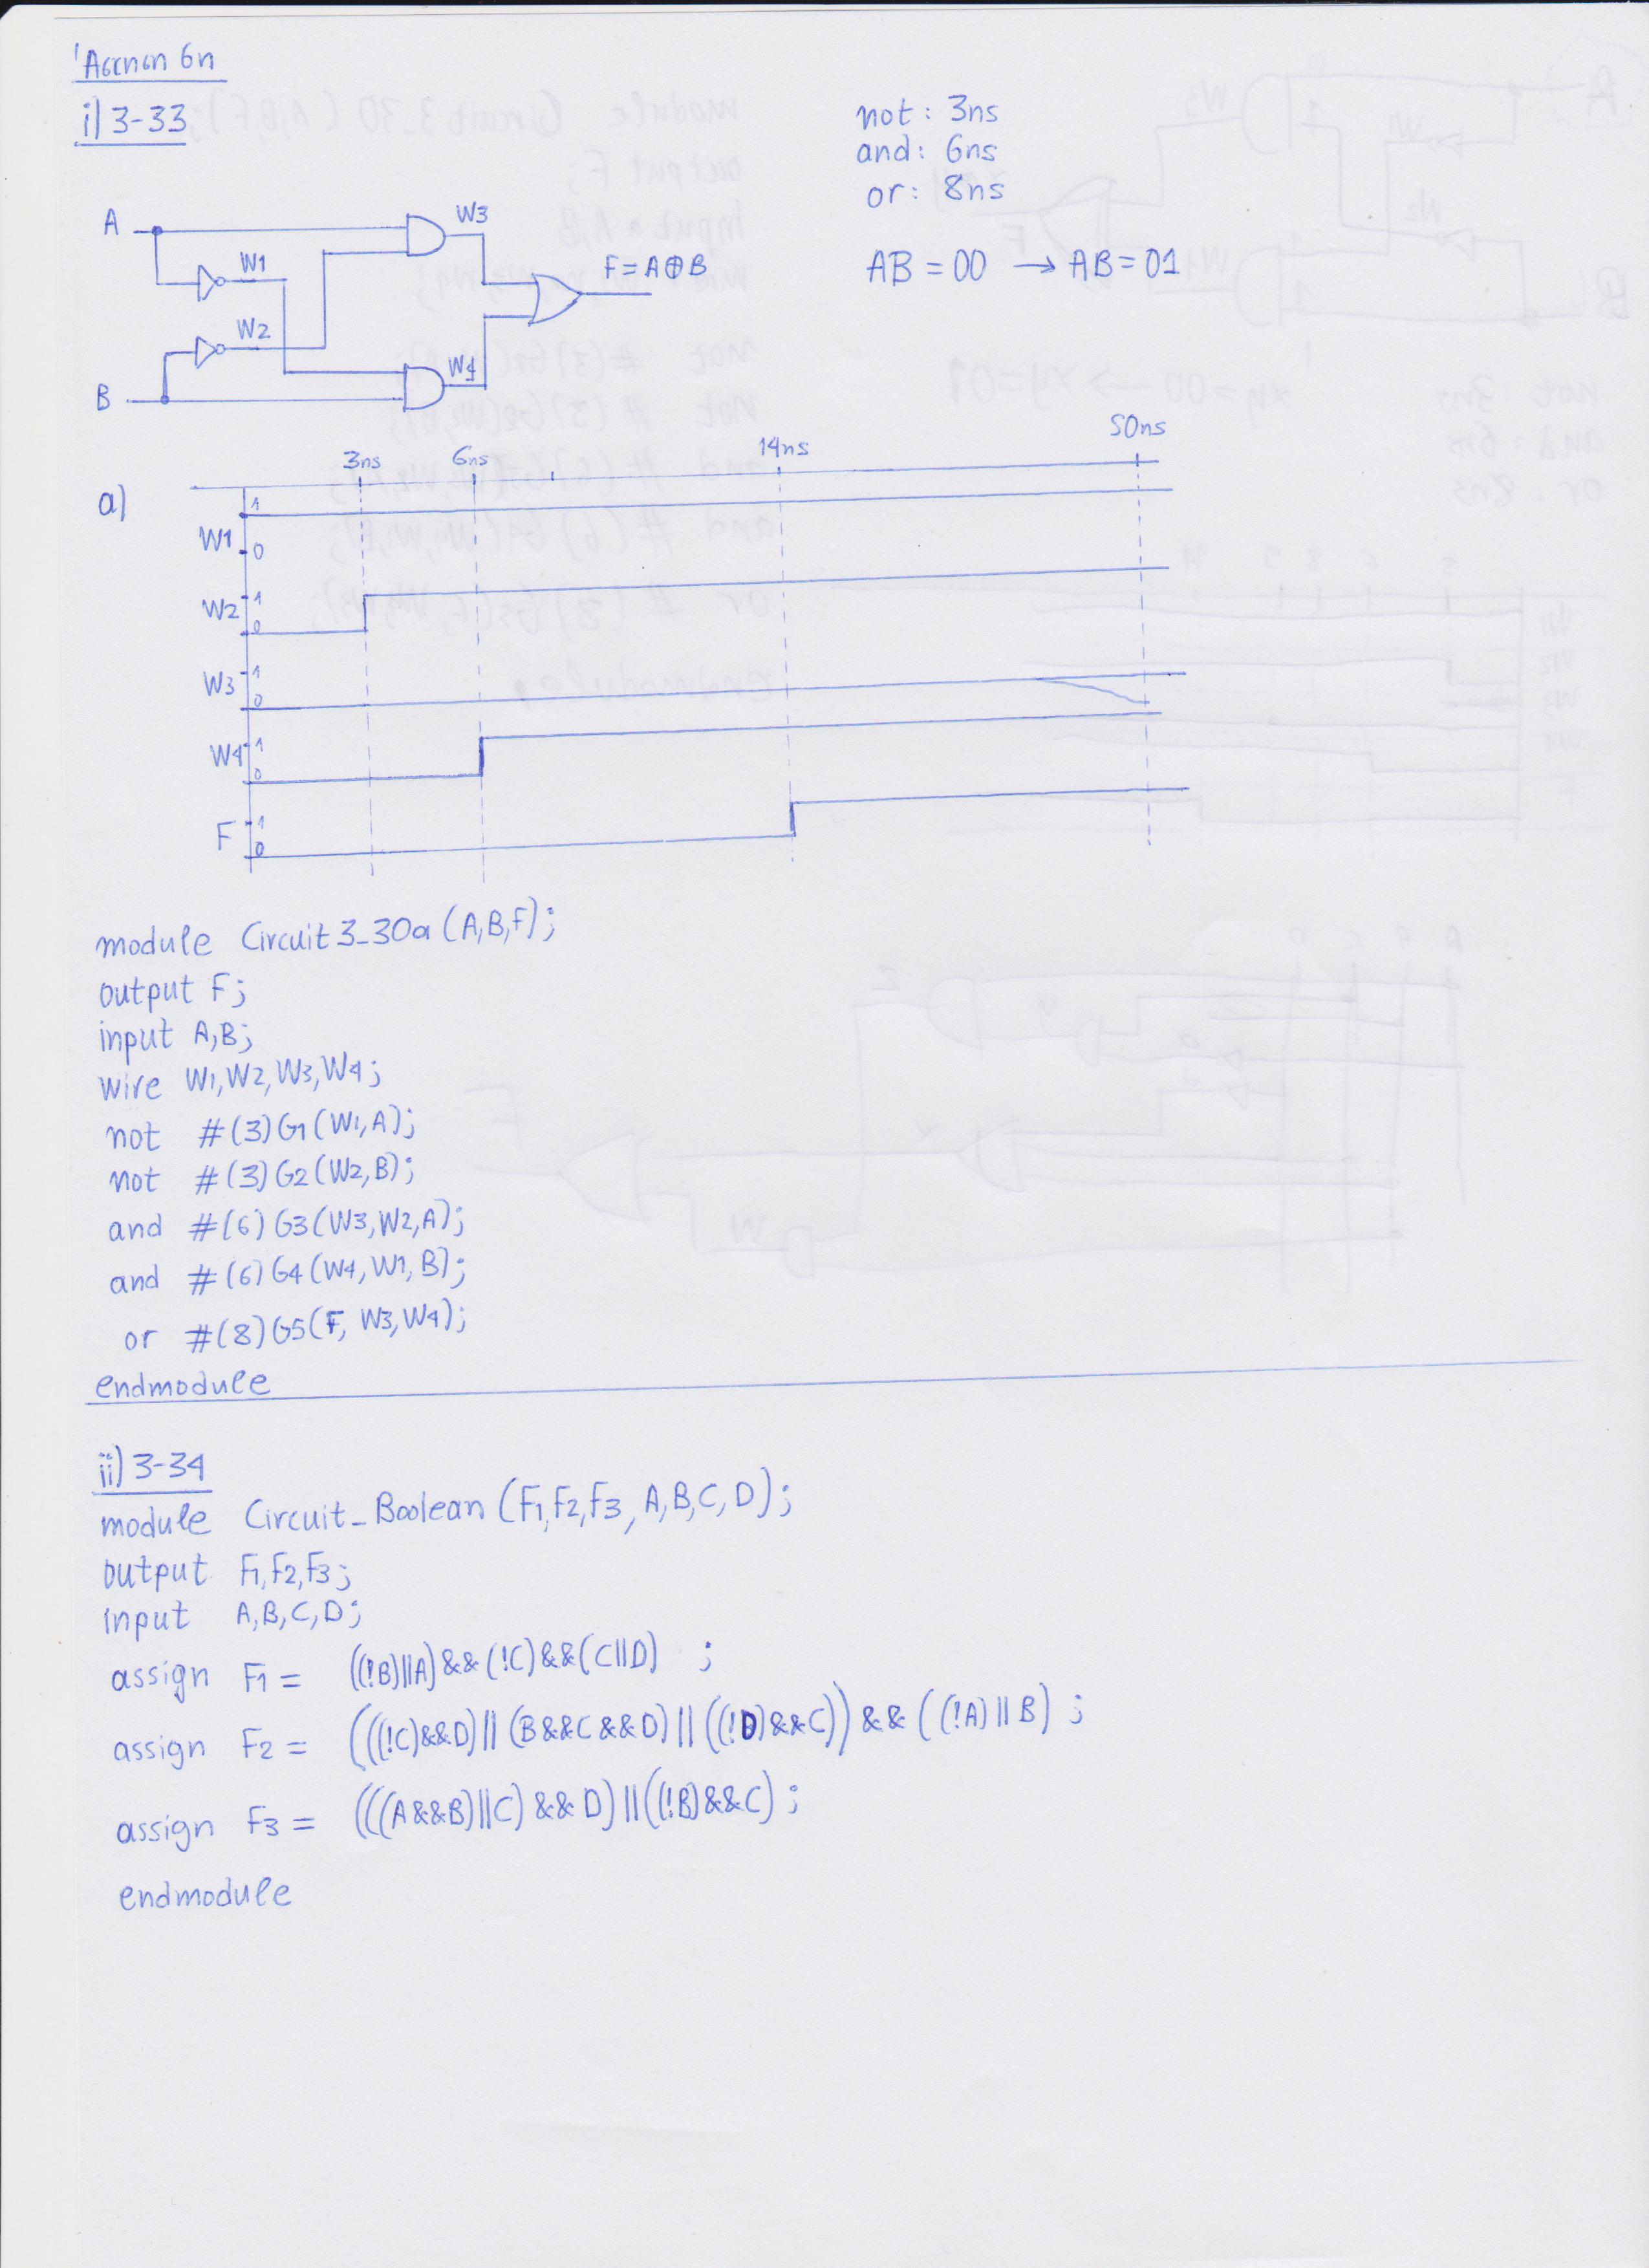 Άσκηση 6η
i) 3-33
not: 3ns
and: 6ns
or: 8ns
AB = 00 → AB = 01
A
W1
W2
B
W3
W4
F = A⊕B
a)
3ns 6ns 14ns 50ns
W1 1 0
W2 1 0
W3 1 0
W4 1 0
F 1 0
module Circuit3_30a (A,B,F);
output F;
input A,B;
wire W1,W2,W3,W4;
not #(3)G1(W1,A);
not #(3)G2(W2,B);
and #(6)G3(W3,W2,A);
and #(6)G4(W4,W1,B);
or #(8)G5(F, W3,W4);
endmodule
ii) 3-34
module Circuit_Boolean (F1,F2,F3, A,B,C,D);
output F1,F2,F3;
input A,B,C,D;
assign F1 = ((!B)||A)&&(!C)&&(C||D) ;
assign F2 = (((!C)&&D)||(B&&C&&D)||((!D)&&C))&&((!A)||B) ;
assign F3 = (((A&&B)||C)&&D)||((!B)&&C) ;
endmodule